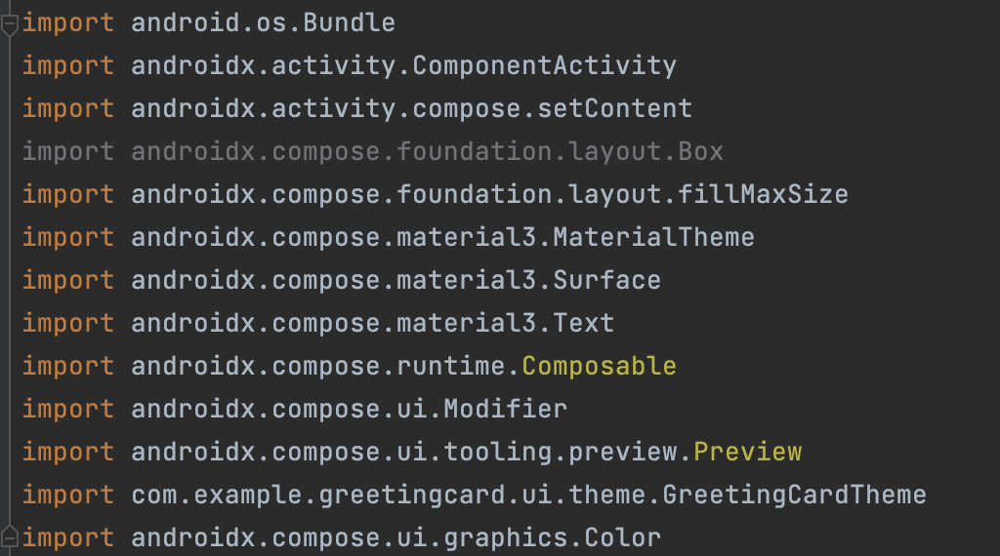 import android.os.Bundle
import androidx.activity.ComponentActivity
import androidx.activity.compose.setContent
import androidx.compose.foundation.layout.Box
import androidx.compose.foundation.layout.fillMaxSize
import androidx.compose.material3.MaterialTheme
import androidx.compose.material3.Surface
import androidx.compose.material3.Text
import androidx.compose.runtime.Composable
import androidx.compose.ui.Modifier
import androidx.compose.ui.tooling.preview.Preview
import com.example.greetingcard.ui.theme.GreetingCardTheme
import androidx.compose.ui.graphics.Color